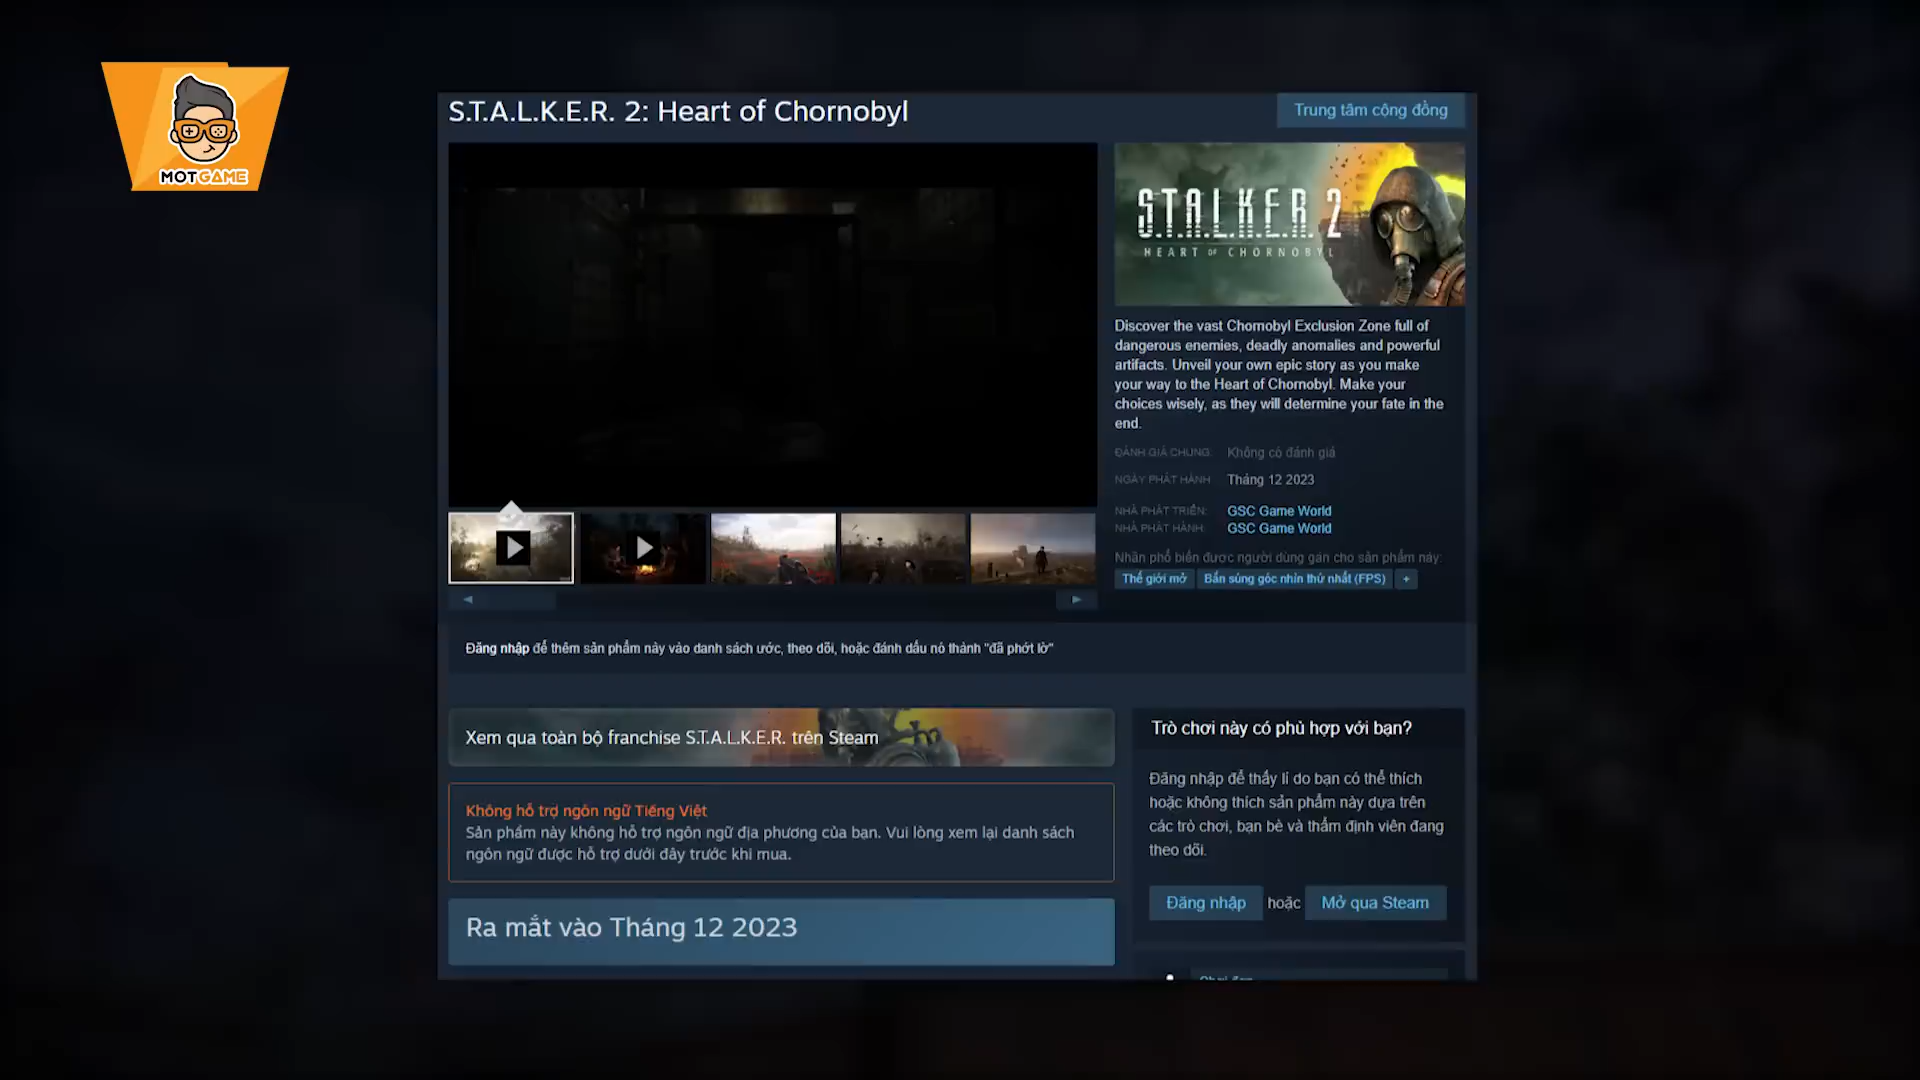 MOTGAME
S.T.A.L.K.E.R. 2: Heart of Chornobyl
Trung tâm cộng đồng
S.T.A.L.K.E.R. 2
HEART OF CHORNOBYL
Discover the vast Chornobyl Exclusion Zone full of
dangerous enemies, deadly anomalies and powerful
artifacts. Unveil your own epic story as you make
your way to the Heart of Chornobyl. Make your
choices wisely, as they will determine your fate in the
end.
ĐÁNH GIÁ CHUNG: Không có đánh giá
NGÀY PHÁT HÀNH Tháng 12 2023
NHÀ PHÁT TRIỂN: GSC Game World
NHÀ PHÁT HÀNH: GSC Game World
Nhãn phổ biến được người dùng gán cho sản phẩm này:
Thế giới mở Bắn súng góc nhìn thứ nhất (FPS) +
Đăng nhập để thêm sản phẩm này vào danh sách ước, theo dõi, hoặc đánh dấu nó thành "đã phớt lờ"
Xem qua toàn bộ franchise S.T.A.L.K.E.R. trên Steam
Không hỗ trợ ngôn ngữ Tiếng Việt
Sản phẩm này không hỗ trợ ngôn ngữ địa phương của bạn. Vui lòng xem lại danh sách
ngôn ngữ được hỗ trợ dưới đây trước khi mua.
Ra mắt vào Tháng 12 2023
Trò chơi này có phù hợp với bạn?
Đăng nhập để thấy lí do bạn có thể thích
hoặc không thích sản phẩm này dựa trên
các trò chơi, bạn bè và thẩm định viên đang
theo dõi.
Đăng nhập hoặc Mở qua Steam